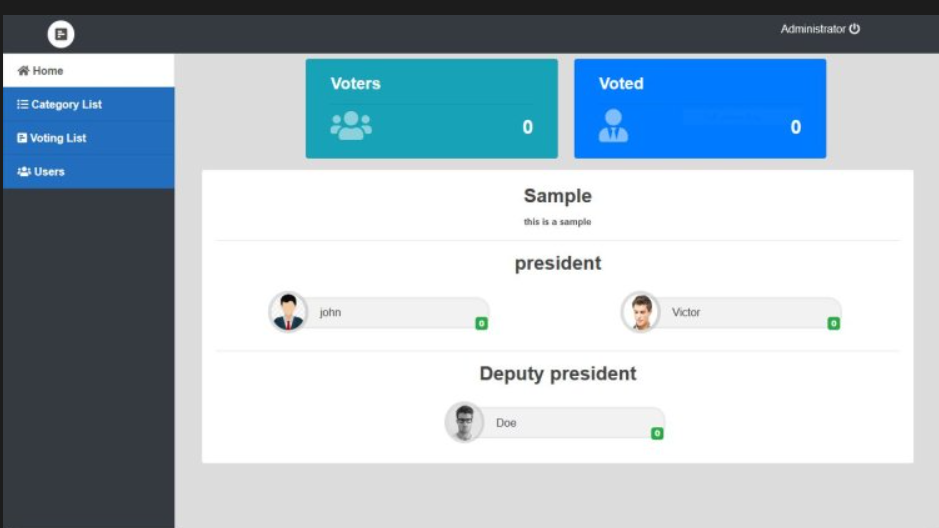 Administrator
Home
Category List
Voting List
Users
Voters
0
Voted
0
Sample
this is a sample
president
john
0
Victor
0
Deputy president
Doe
0